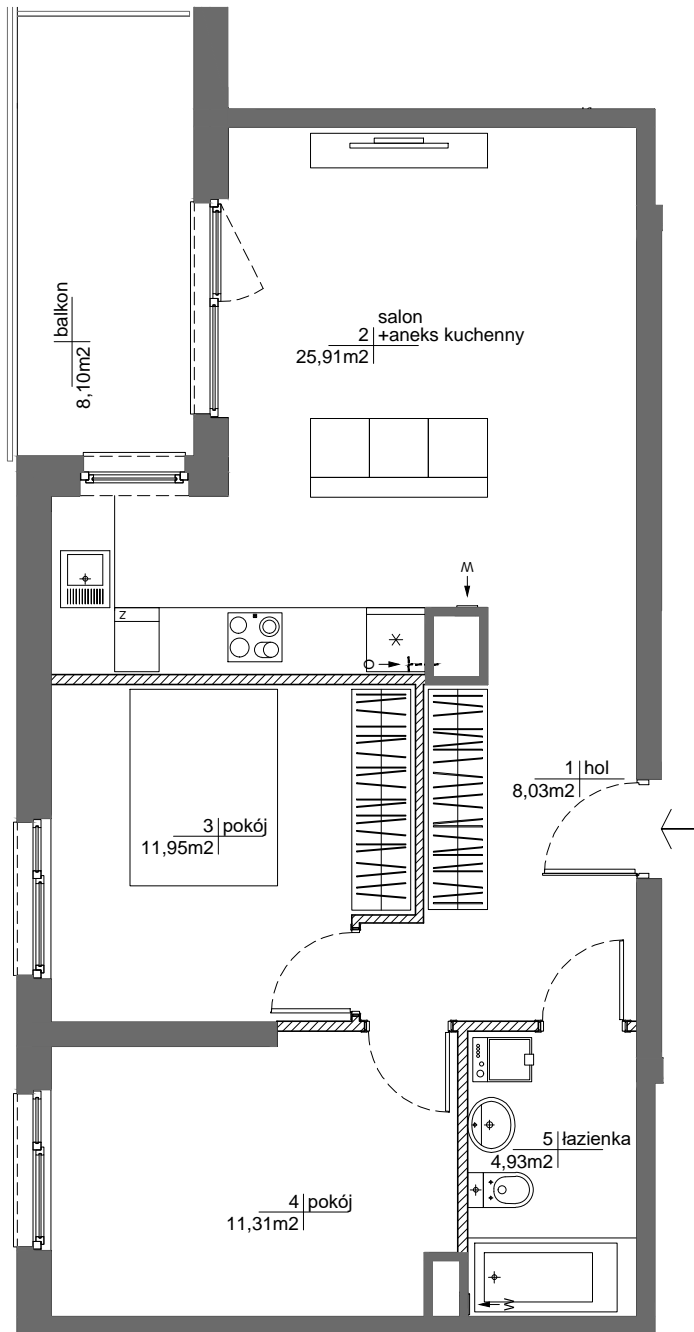 balkon
8,10m2
salon
2 +aneks kuchenny
25,91m2
W
Z
O
1 hol
8,03m2
3 pokój
11,95m2
5 łazienka
4,93m2
4 pokój
11,31m2
W